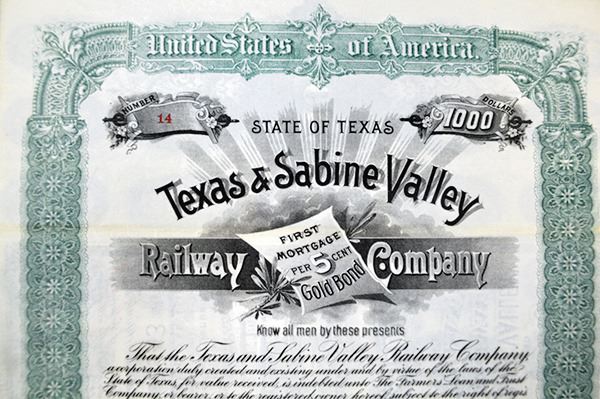 United States of America.
NUMBER 14
STATE OF TEXAS
DOLLARS 1000
Texas & Sabine Valley
Railway Company
FIRST
MORTGAGE
5 PER CENT
Gold Bond
Know all men by these presents
That the Texas and Sabine Valley Railway Company,
a corporation duly created and existing under and by virtue of the laws of the
State of Texas, for value received, is indebted unto The Farmers Loan and Trust
Company, or bearer, or to the registered owner hereof subject to the right of regis